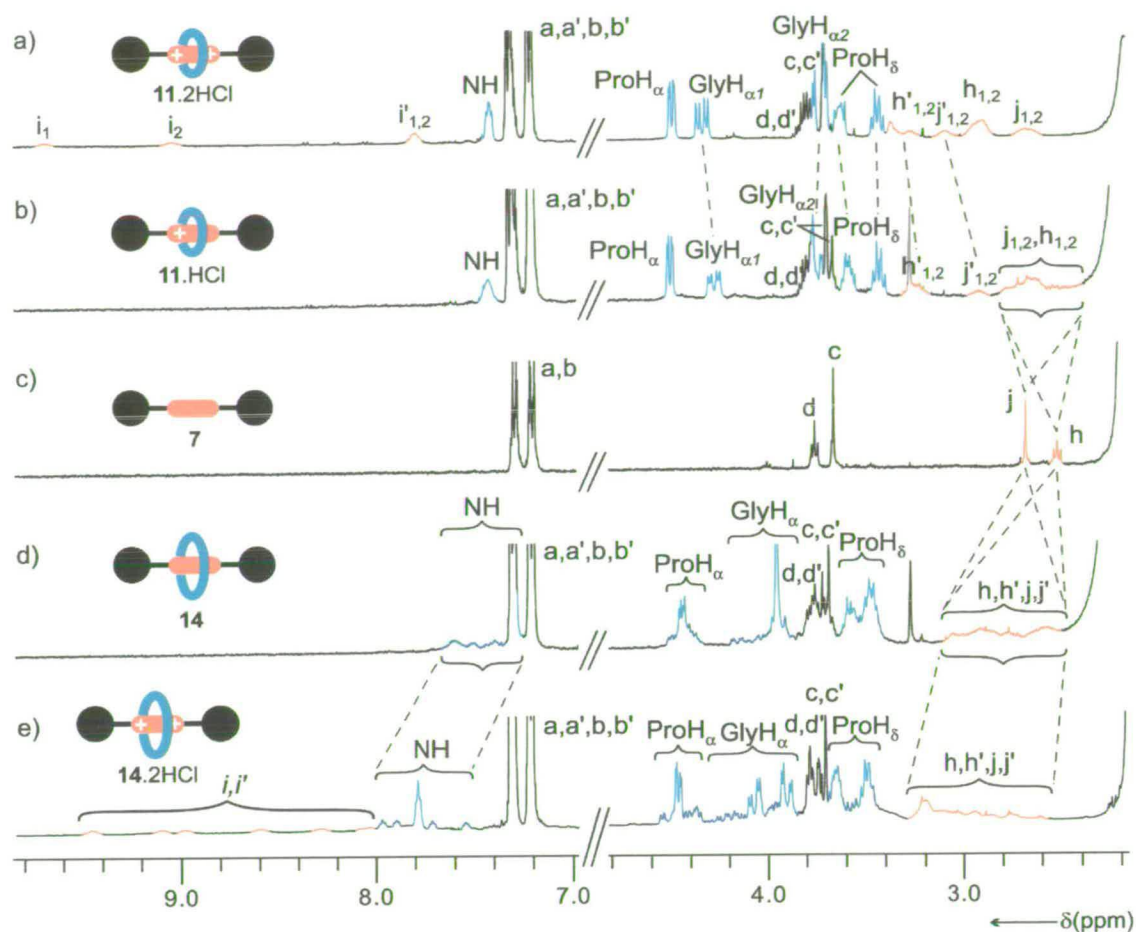 a)
11.2HCl
i1
i2
i'1,2
NH
a,a',b,b'
ProHα
GlyHα1
d,d'
c,c'
GlyHα2
ProHδ
h'1,2
j'1,2
h1,2
j1,2
b)
11.HCl
NH
a,a',b,b'
ProHα
GlyHα1
GlyHα2
c,c'
d,d'
ProHδ
h'1,2
j'1,2
j1,2,h1,2
c)
7
a,b
d
c
j
h
d)
14
NH
a,a',b,b'
ProHα
GlyHα
d,d'
c,c'
ProHδ
h,h',j,j'
e)
14.2HCl
i,i'
NH
a,a',b,b'
ProHα
GlyHα
d,d'
c,c'
ProHδ
h,h',j,j'
9.0 8.0 7.0 4.0 3.0
δ(ppm)